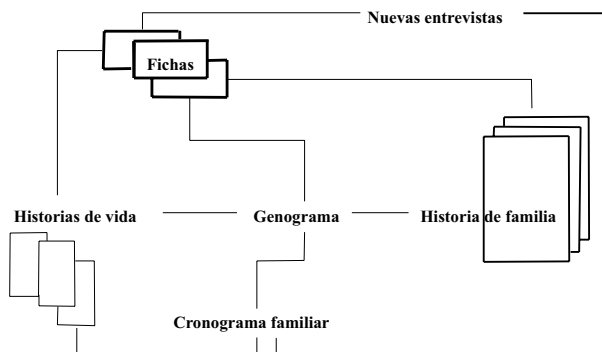 Nuevas entrevistas
Fichas
Historias de vida
Genograma
Historia de familia
Cronograma familiar